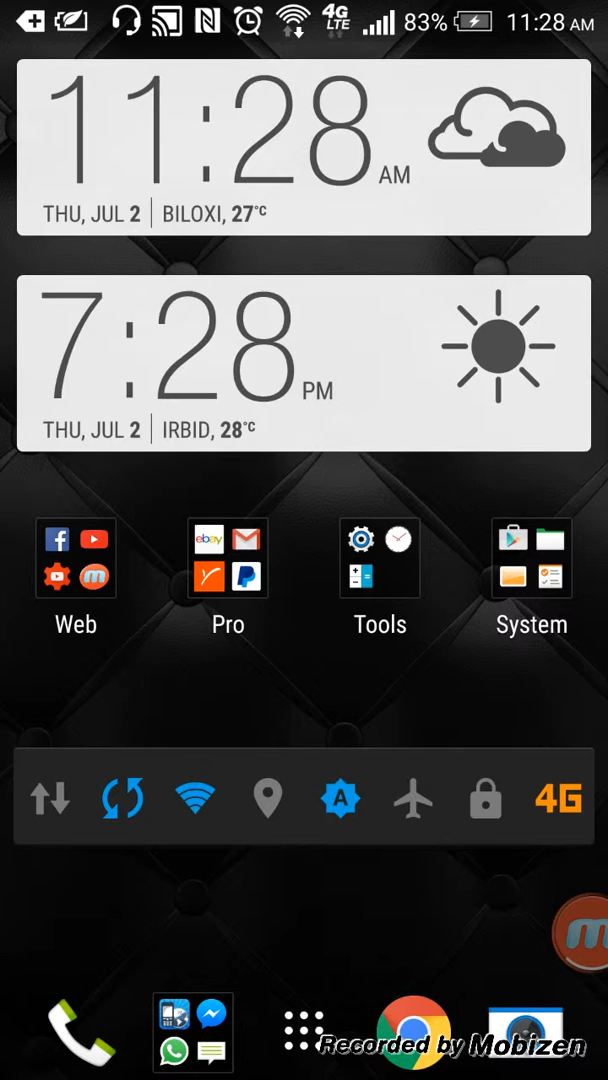 4G
LTE
83%
11:28 AM
11:28 AM
THU, JUL 2 | BILOXI, 27°C
7:28 PM
THU, JUL 2 | IRBID, 28°C
ebay
Web
Pro
Tools
System
A
4G
Recorded by Mobizen